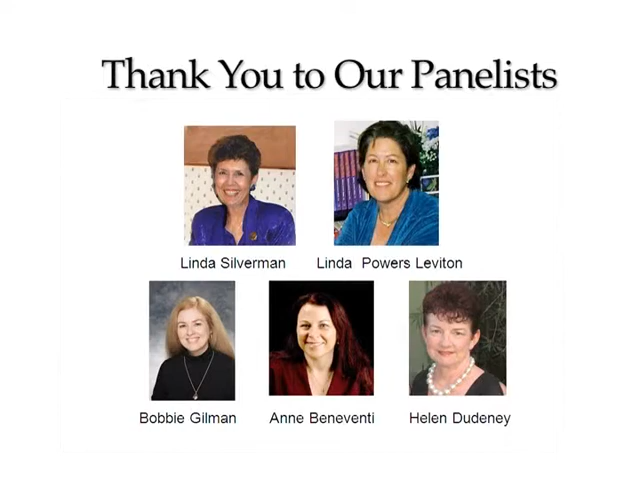 Thank You to Our Panelists
Linda Silverman
Linda Powers Leviton
Bobbie Gilman
Anne Beneventi
Helen Dudeney